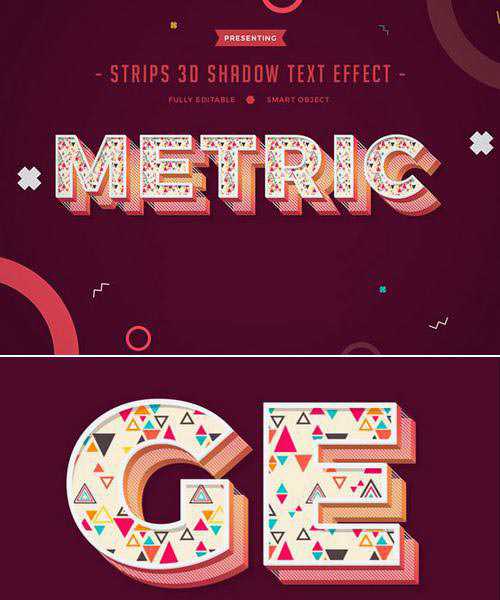 PRESENTING
- STRIPS 3D SHADOW TEXT EFFECT -
FULLY EDITABLE SMART OBJECT
METRIC
GE